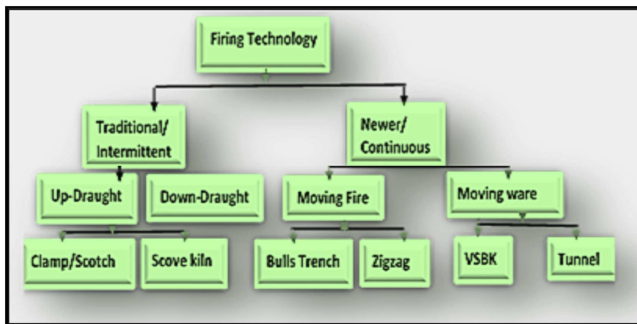 Firing Technology
Traditional/
Intermittent
Newer/
Continuous
Up-Draught
Down-Draught
Moving Fire
Moving ware
Clamp/Scotch
Scove kiln
Bulls Trench
Zigzag
VSBK
Tunnel